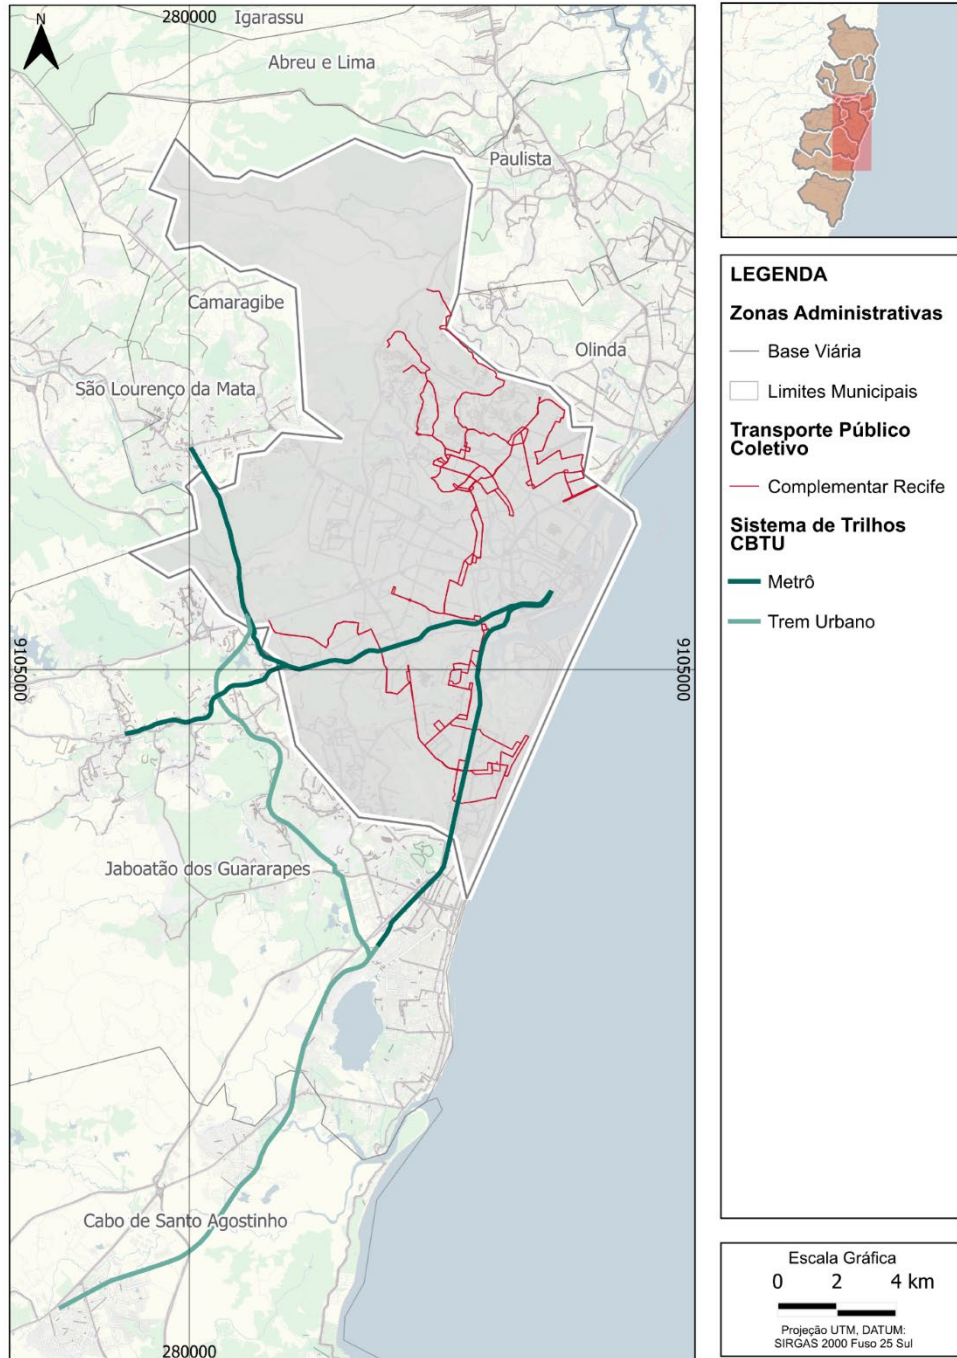 N
280000
Igarassu
Abreu e Lima
Paulista
Camaragibe
Olinda
São Lourenço da Mata
9105000
9105000
Jaboatão dos Guararapes
Cabo de Santo Agostinho
280000
LEGENDA
Zonas Administrativas
Base Viária
Limites Municipais
Transporte Público
Coletivo
Complementar Recife
Sistema de Trilhos
CBTU
Metrô
Trem Urbano
Escala Gráfica
0 2 4 km
Projeção UTM, DATUM:
SIRGAS 2000 Fuso 25 Sul